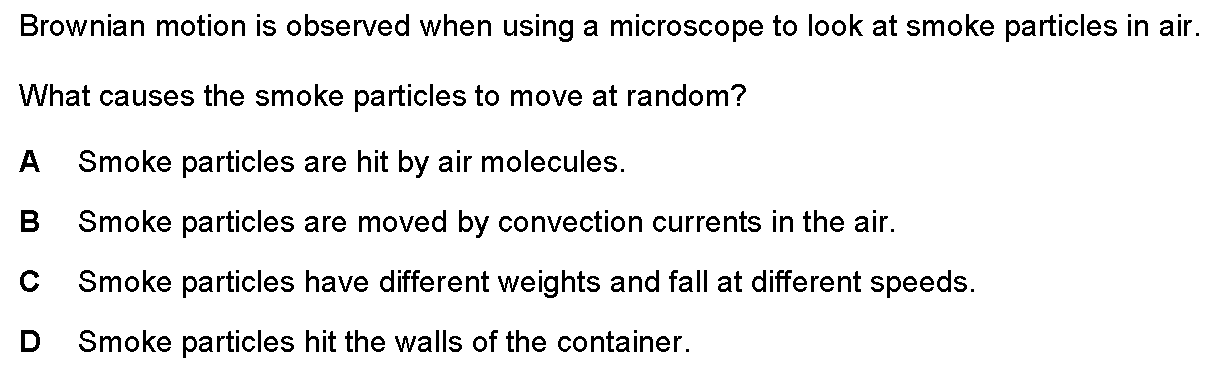 Brownian motion is observed when using a microscope to look at smoke particles in air.
What causes the smoke particles to move at random?
A Smoke particles are hit by air molecules.
B Smoke particles are moved by convection currents in the air.
C Smoke particles have different weights and fall at different speeds.
D Smoke particles hit the walls of the container.